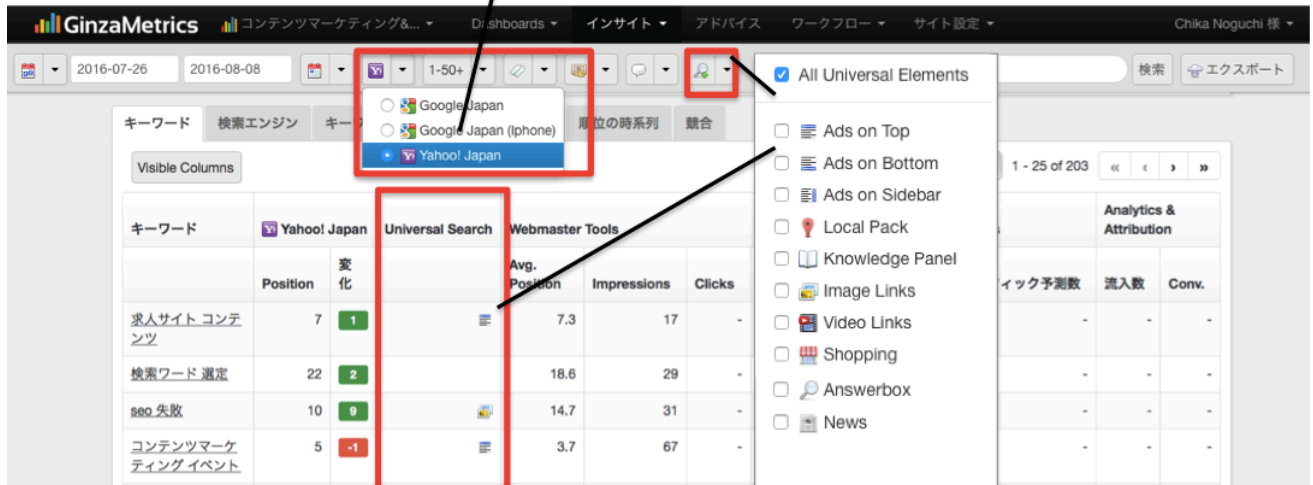 GinzaMetrics コンテンツマーケティング&... Dashboards インサイト アドバイス ワークフロー サイト設定 Chika Noguchi 様
2016-07-26 2016-08-08 1-50+ 検索 エクスポート
Google Japan
Google Japan (Iphone)
Yahoo! Japan
All Universal Elements
Ads on Top
Ads on Bottom
Ads on Sidebar
Local Pack
Knowledge Panel
Image Links
Video Links
Shopping
Answerbox
News
キーワード 検索エンジン キーワ 順位の時系列 競合
Visible Columns 1 - 25 of 203 « ‹ › »
キーワード Yahoo! Japan Universal Search Webmaster Tools Analytics & Attribution
Position 変化 Avg. Position Impressions Clicks ィック予測数 流入数 Conv.
求人サイト コンテンツ 7 1 7.3 17 - - - -
検索ワード 選定 22 2 18.6 29 - - - -
seo 失敗 10 9 14.7 31 - - - -
コンテンツマーケティング イベント 5 -1 3.7 67 - - - -